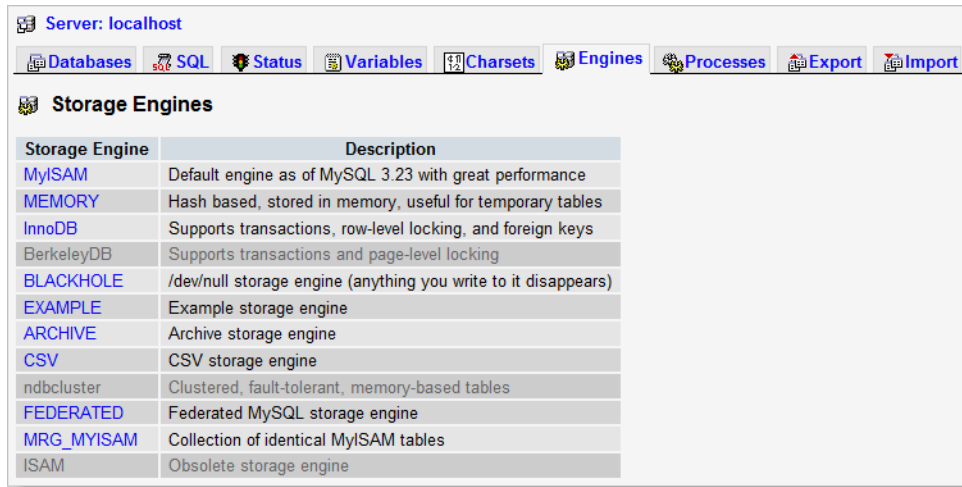 Server: localhost
Databases SQL Status Variables Charsets Engines Processes Export Import
Storage Engines
Storage Engine Description
MyISAM Default engine as of MySQL 3.23 with great performance
MEMORY Hash based, stored in memory, useful for temporary tables
InnoDB Supports transactions, row-level locking, and foreign keys
BerkeleyDB Supports transactions and page-level locking
BLACKHOLE /dev/null storage engine (anything you write to it disappears)
EXAMPLE Example storage engine
ARCHIVE Archive storage engine
CSV CSV storage engine
ndbcluster Clustered, fault-tolerant, memory-based tables
FEDERATED Federated MySQL storage engine
MRG_MYISAM Collection of identical MyISAM tables
ISAM Obsolete storage engine